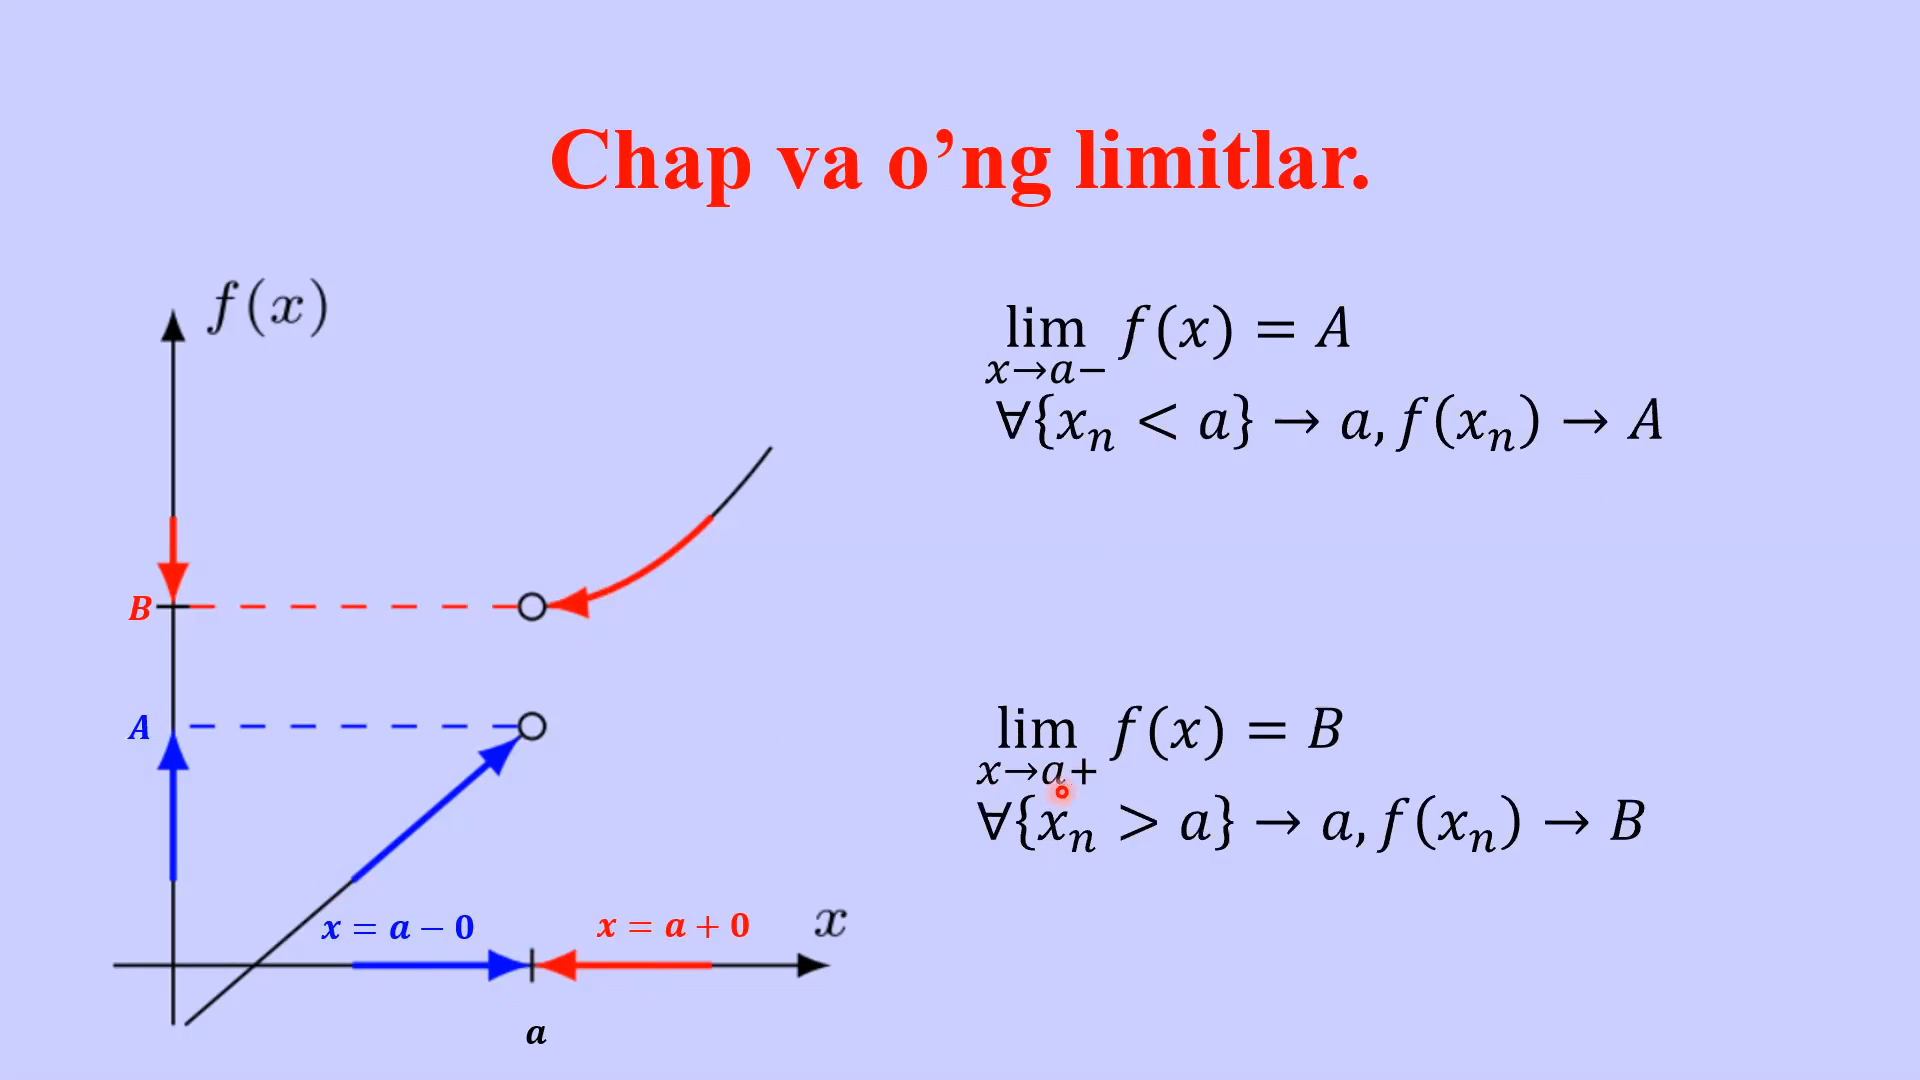 Chap va o’ng limitlar.
f(x)
lim f(x) = A
x→a−
∀{xₙ < a} → a, f(xₙ) → A
B
A
lim f(x) = B
x→a+
∀{xₙ > a} → a, f(xₙ) → B
x = a − 0
x = a + 0
x
a